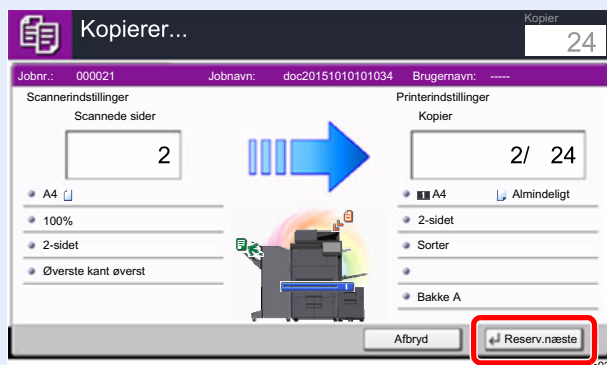 Kopierer...
Kopier
24
Jobnr.: 000021 Jobnavn: doc20151010101034 Brugernavn: -----
Scannerindstillinger Printerindstillinger
Scannede sider Kopier
2 2/ 24
A4 1 A4 Almindeligt
100% 2-sidet
2-sidet Sorter
Øverste kant øverst
Bakke A
Afbryd Reserv.næste